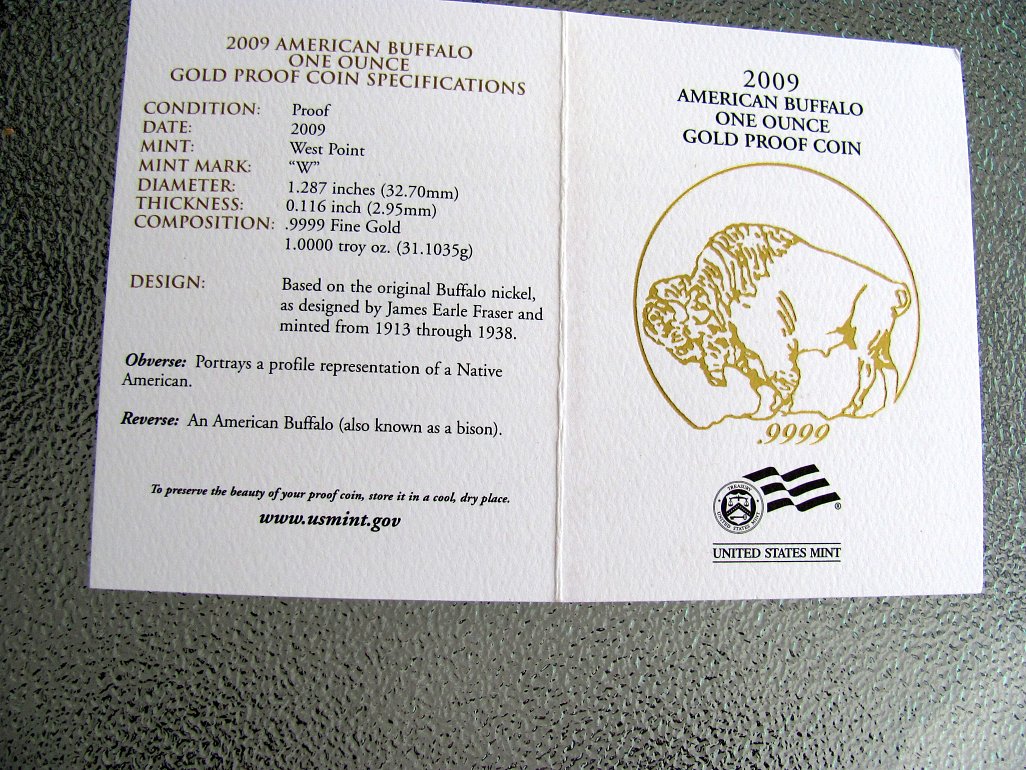 2009 AMERICAN BUFFALO
ONE OUNCE
GOLD PROOF COIN SPECIFICATIONS
CONDITION: Proof
DATE: 2009
MINT: West Point
MINT MARK: “W”
DIAMETER: 1.287 inches (32.70mm)
THICKNESS: 0.116 inch (2.95mm)
COMPOSITION: .9999 Fine Gold
1.0000 troy oz. (31.1035g)
DESIGN: Based on the original Buffalo nickel,
as designed by James Earle Fraser and
minted from 1913 through 1938.
Obverse: Portrays a profile representation of a Native
American.
Reverse: An American Buffalo (also known as a bison).
To preserve the beauty of your proof coin, store it in a cool, dry place.
www.usmint.gov
2009
AMERICAN BUFFALO
ONE OUNCE
GOLD PROOF COIN
.9999
TREASURY
UNITED STATES MINT
®
UNITED STATES MINT